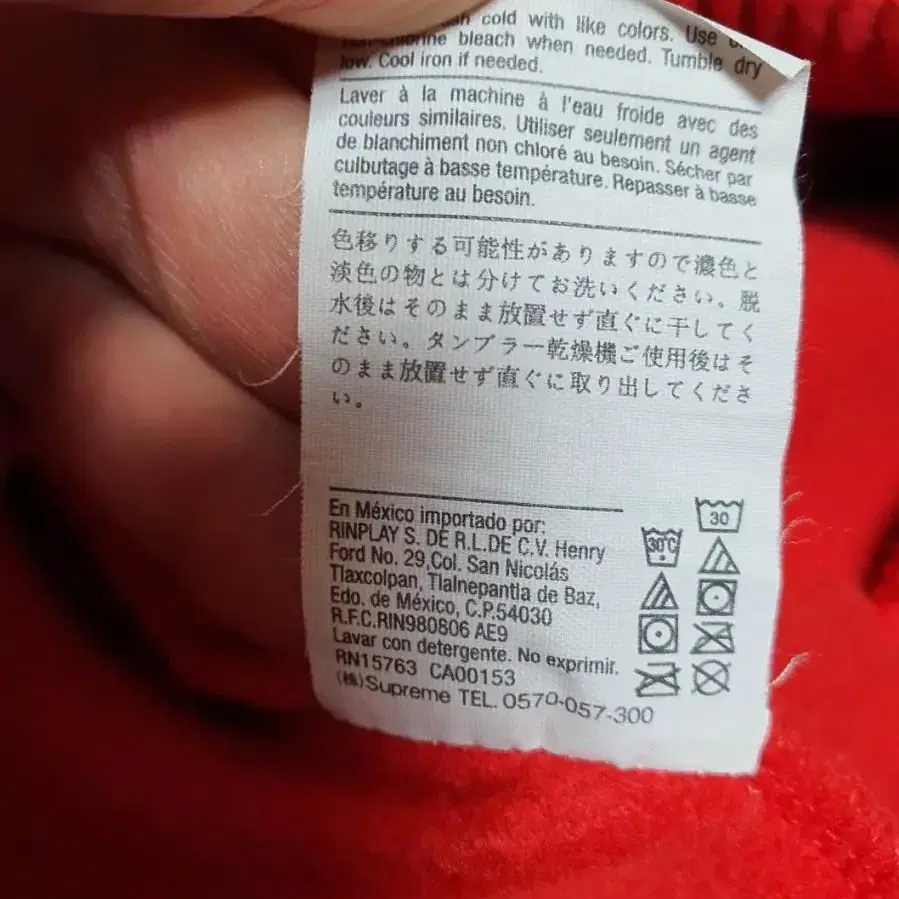 cold with like colors. Use
bleach when needed. Tumble dry
low. Cool iron if needed.
Laver à la machine à l'eau froide avec des
couleurs similaires. Utiliser seulement un agent
de blanchiment non chloré au besoin. Sécher par
culbutage à basse température. Repasser à basse
température au besoin.
色移りする可能性がありますので濃色と
淡色の物とは分けてお洗いください。脱
水後はそのまま放置せず直ぐに干してく
ださい。タンブラー乾燥機ご使用後はそ
のまま放置せず直ぐに取り出してくださ
い。
En México importado por:
RINPLAY S. DE R.L.DE C.V. Henry
Ford No. 29,Col. San Nicolás
Tlaxcolpan, Tlalnepantla de Baz,
Edo. de México, C.P.54030
R.F.C.RIN980806 AE9
Lavar con detergente. No exprimir.
RN15763 CA00153
(株)Supreme TEL. 0570-057-300
30
30℃